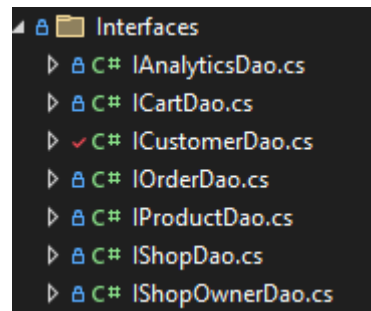 Interfaces
C# IAnalyticsDao.cs
C# ICartDao.cs
C# ICustomerDao.cs
C# IOrderDao.cs
C# IProductDao.cs
C# IShopDao.cs
C# IShopOwnerDao.cs